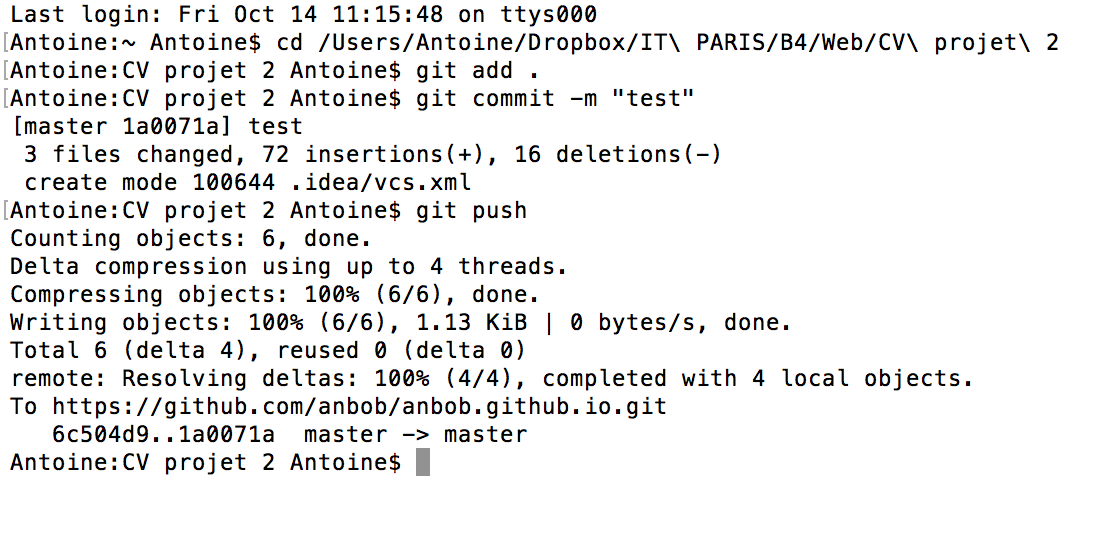 Last login: Fri Oct 14 11:15:48 on ttys000
[Antoine:~ Antoine$ cd /Users/Antoine/Dropbox/IT\ PARIS/B4/Web/CV\ projet\ 2
[Antoine:CV projet 2 Antoine$ git add .
[Antoine:CV projet 2 Antoine$ git commit -m "test"
[master 1a0071a] test
 3 files changed, 72 insertions(+), 16 deletions(-)
 create mode 100644 .idea/vcs.xml
[Antoine:CV projet 2 Antoine$ git push
Counting objects: 6, done.
Delta compression using up to 4 threads.
Compressing objects: 100% (6/6), done.
Writing objects: 100% (6/6), 1.13 KiB | 0 bytes/s, done.
Total 6 (delta 4), reused 0 (delta 0)
remote: Resolving deltas: 100% (4/4), completed with 4 local objects.
To https://github.com/anbob/anbob.github.io.git
   6c504d9..1a0071a  master -> master
Antoine:CV projet 2 Antoine$